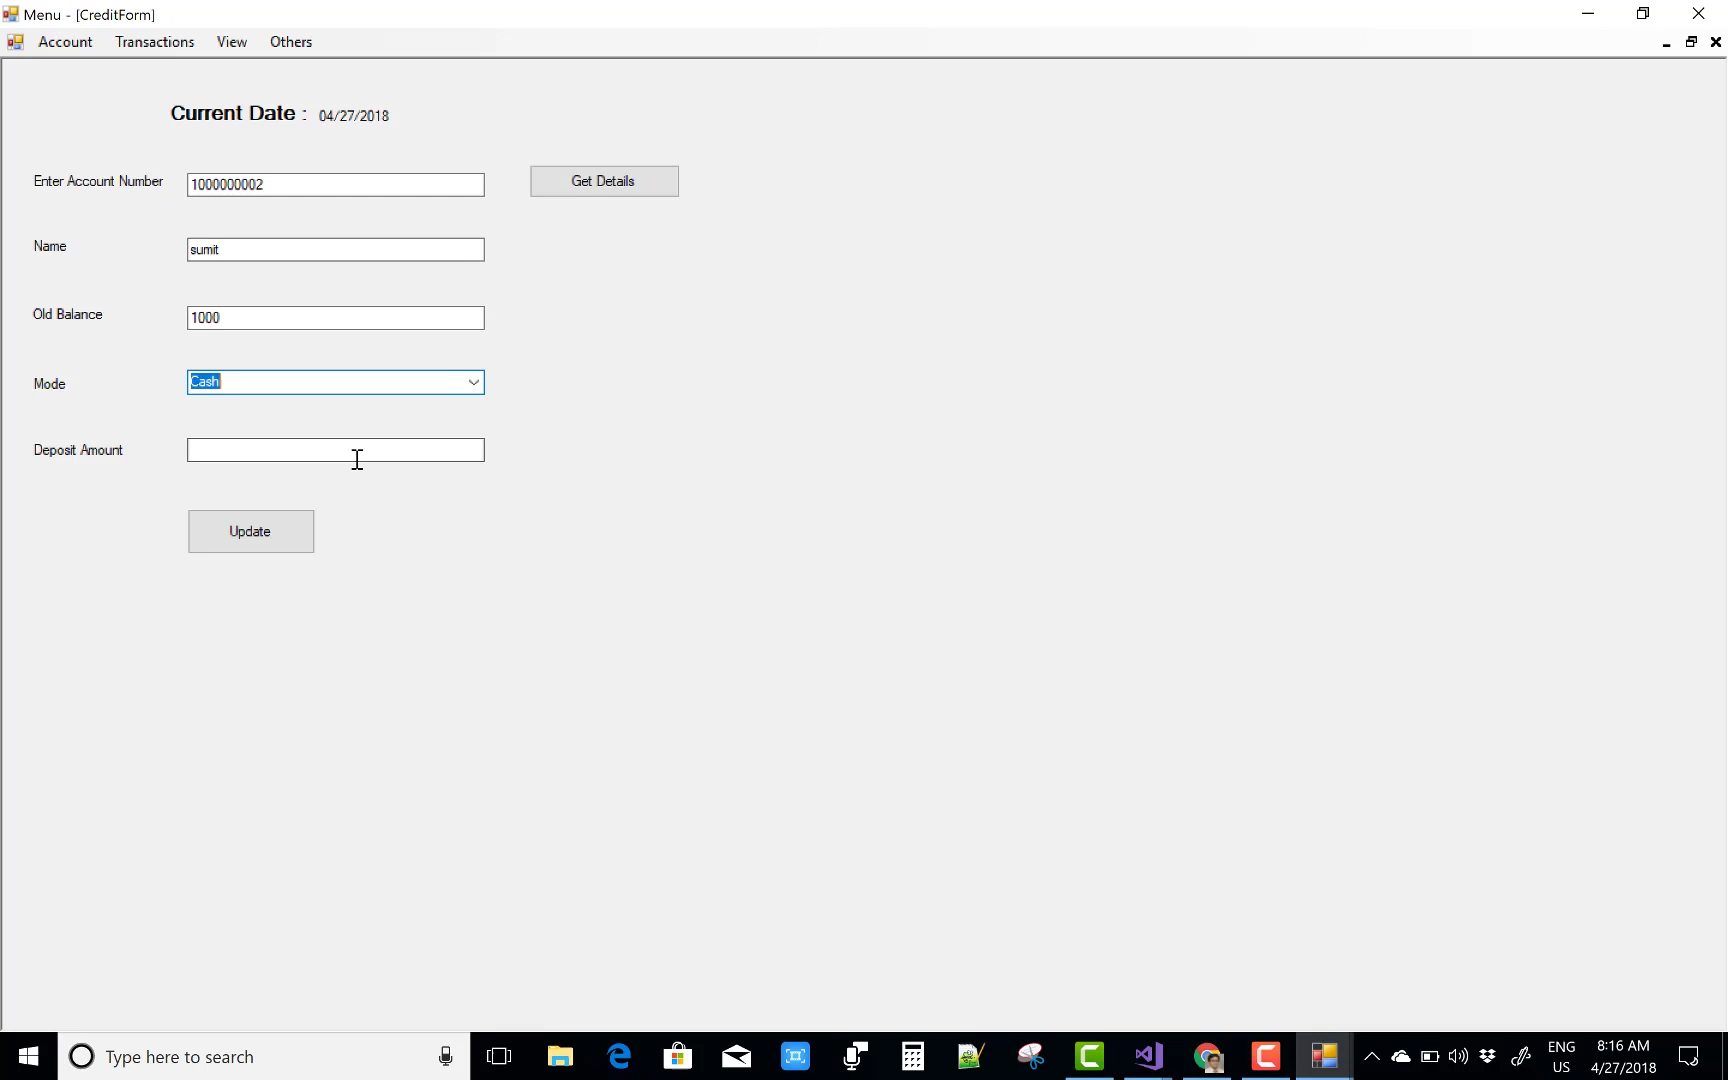 Menu - [CreditForm]
Account Transactions View Others
Current Date : 04/27/2018
Enter Account Number 1000000002 Get Details
Name sumit
Old Balance 1000
Mode Cash
Deposit Amount
Update
Type here to search
ENG
US
8:16 AM
4/27/2018